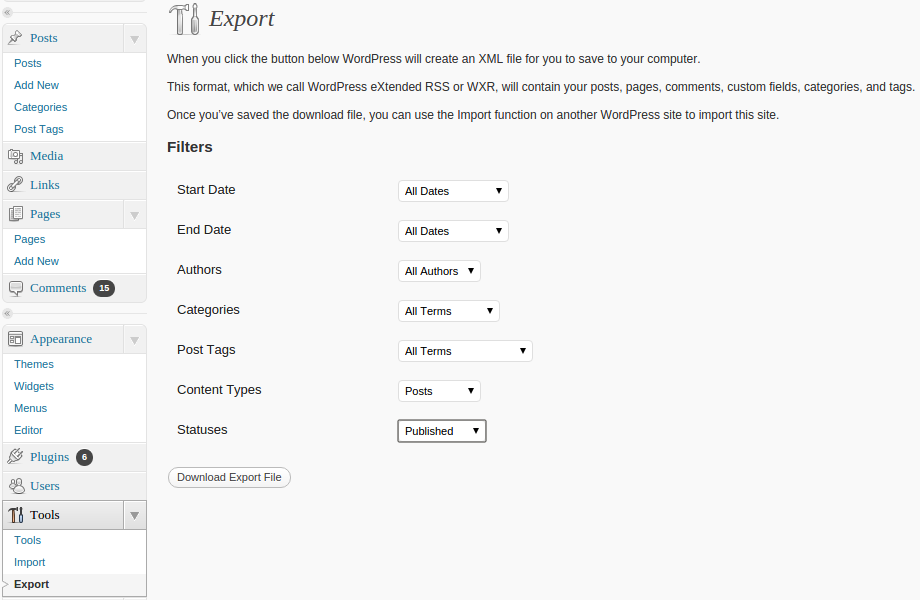 Posts
Posts
Add New
Categories
Post Tags
Media
Links
Pages
Pages
Add New
Comments 15
Appearance
Themes
Widgets
Menus
Editor
Plugins 6
Users
Tools
Tools
Import
Export
Export
When you click the button below WordPress will create an XML file for you to save to your computer.
This format, which we call WordPress eXtended RSS or WXR, will contain your posts, pages, comments, custom fields, categories, and tags.
Once you've saved the download file, you can use the Import function on another WordPress site to import this site.
Filters
Start Date All Dates
End Date All Dates
Authors All Authors
Categories All Terms
Post Tags All Terms
Content Types Posts
Statuses Published
Download Export File